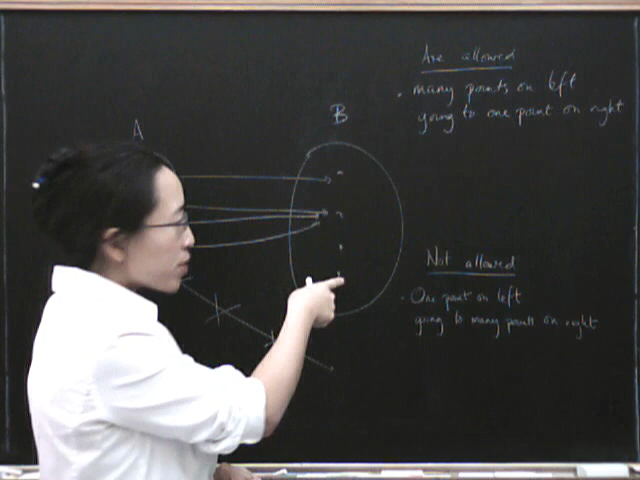 Are allowed
. many points on left
going to one point on right
A
B
Not allowed
. One point on left
going to many points on right